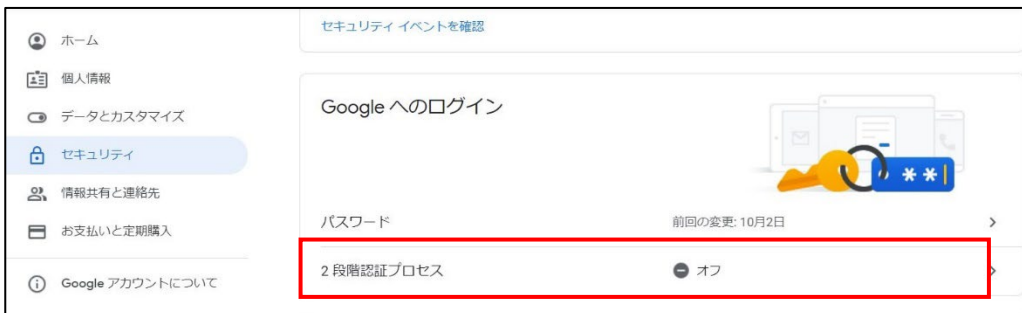 ホーム
個人情報
データとカスタマイズ
セキュリティ
情報共有と連絡先
お支払いと定期購入
Google アカウントについて
セキュリティ イベントを確認
Google へのログイン
**
パスワード 前回の変更: 10月2日
2 段階認証プロセス オフ